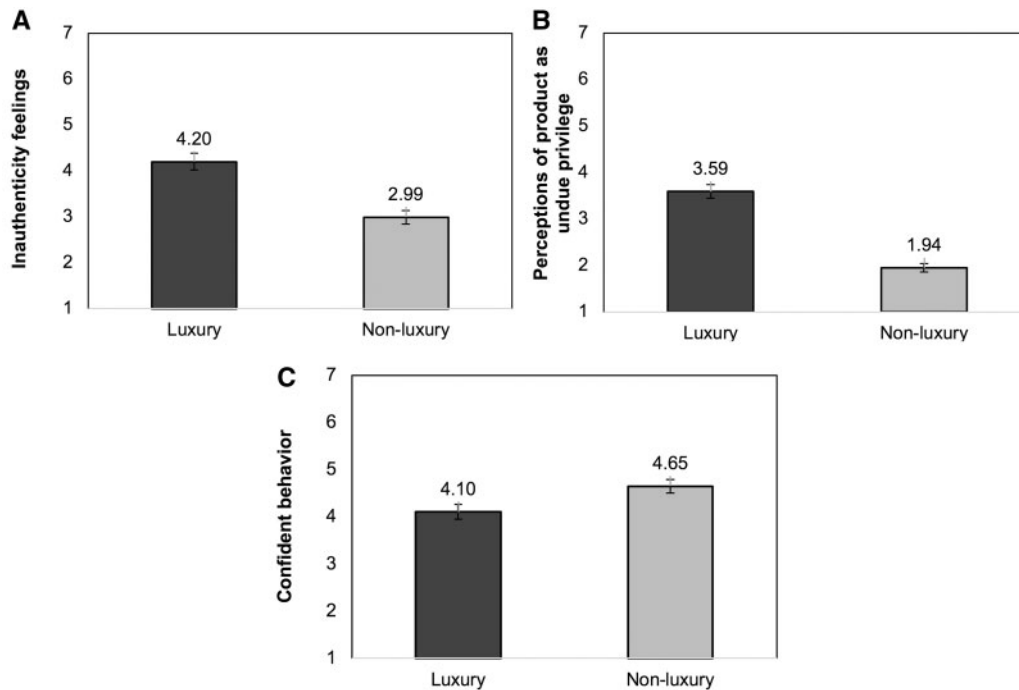 A
Inauthenticity feelings
7
6
5
4
3
2
1
4.20
2.99
Luxury
Non-luxury
B
Perceptions of product as
undue privilege
7
6
5
4
3
2
1
3.59
1.94
Luxury
Non-luxury
C
Confident behavior
7
6
5
4
3
2
1
4.10
4.65
Luxury
Non-luxury